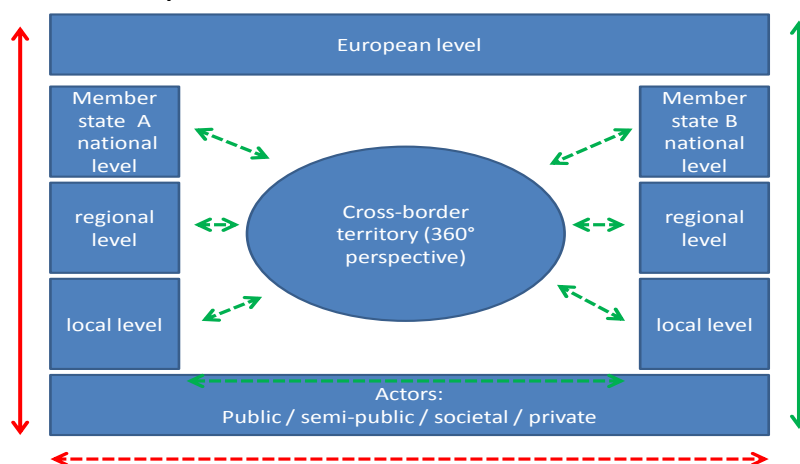 European level
Member
state A
national
level
regional
level
local level
Cross-border
territory (360°
perspective)
Member
state B
national
level
regional
level
local level
Actors:
Public / semi-public / societal / private